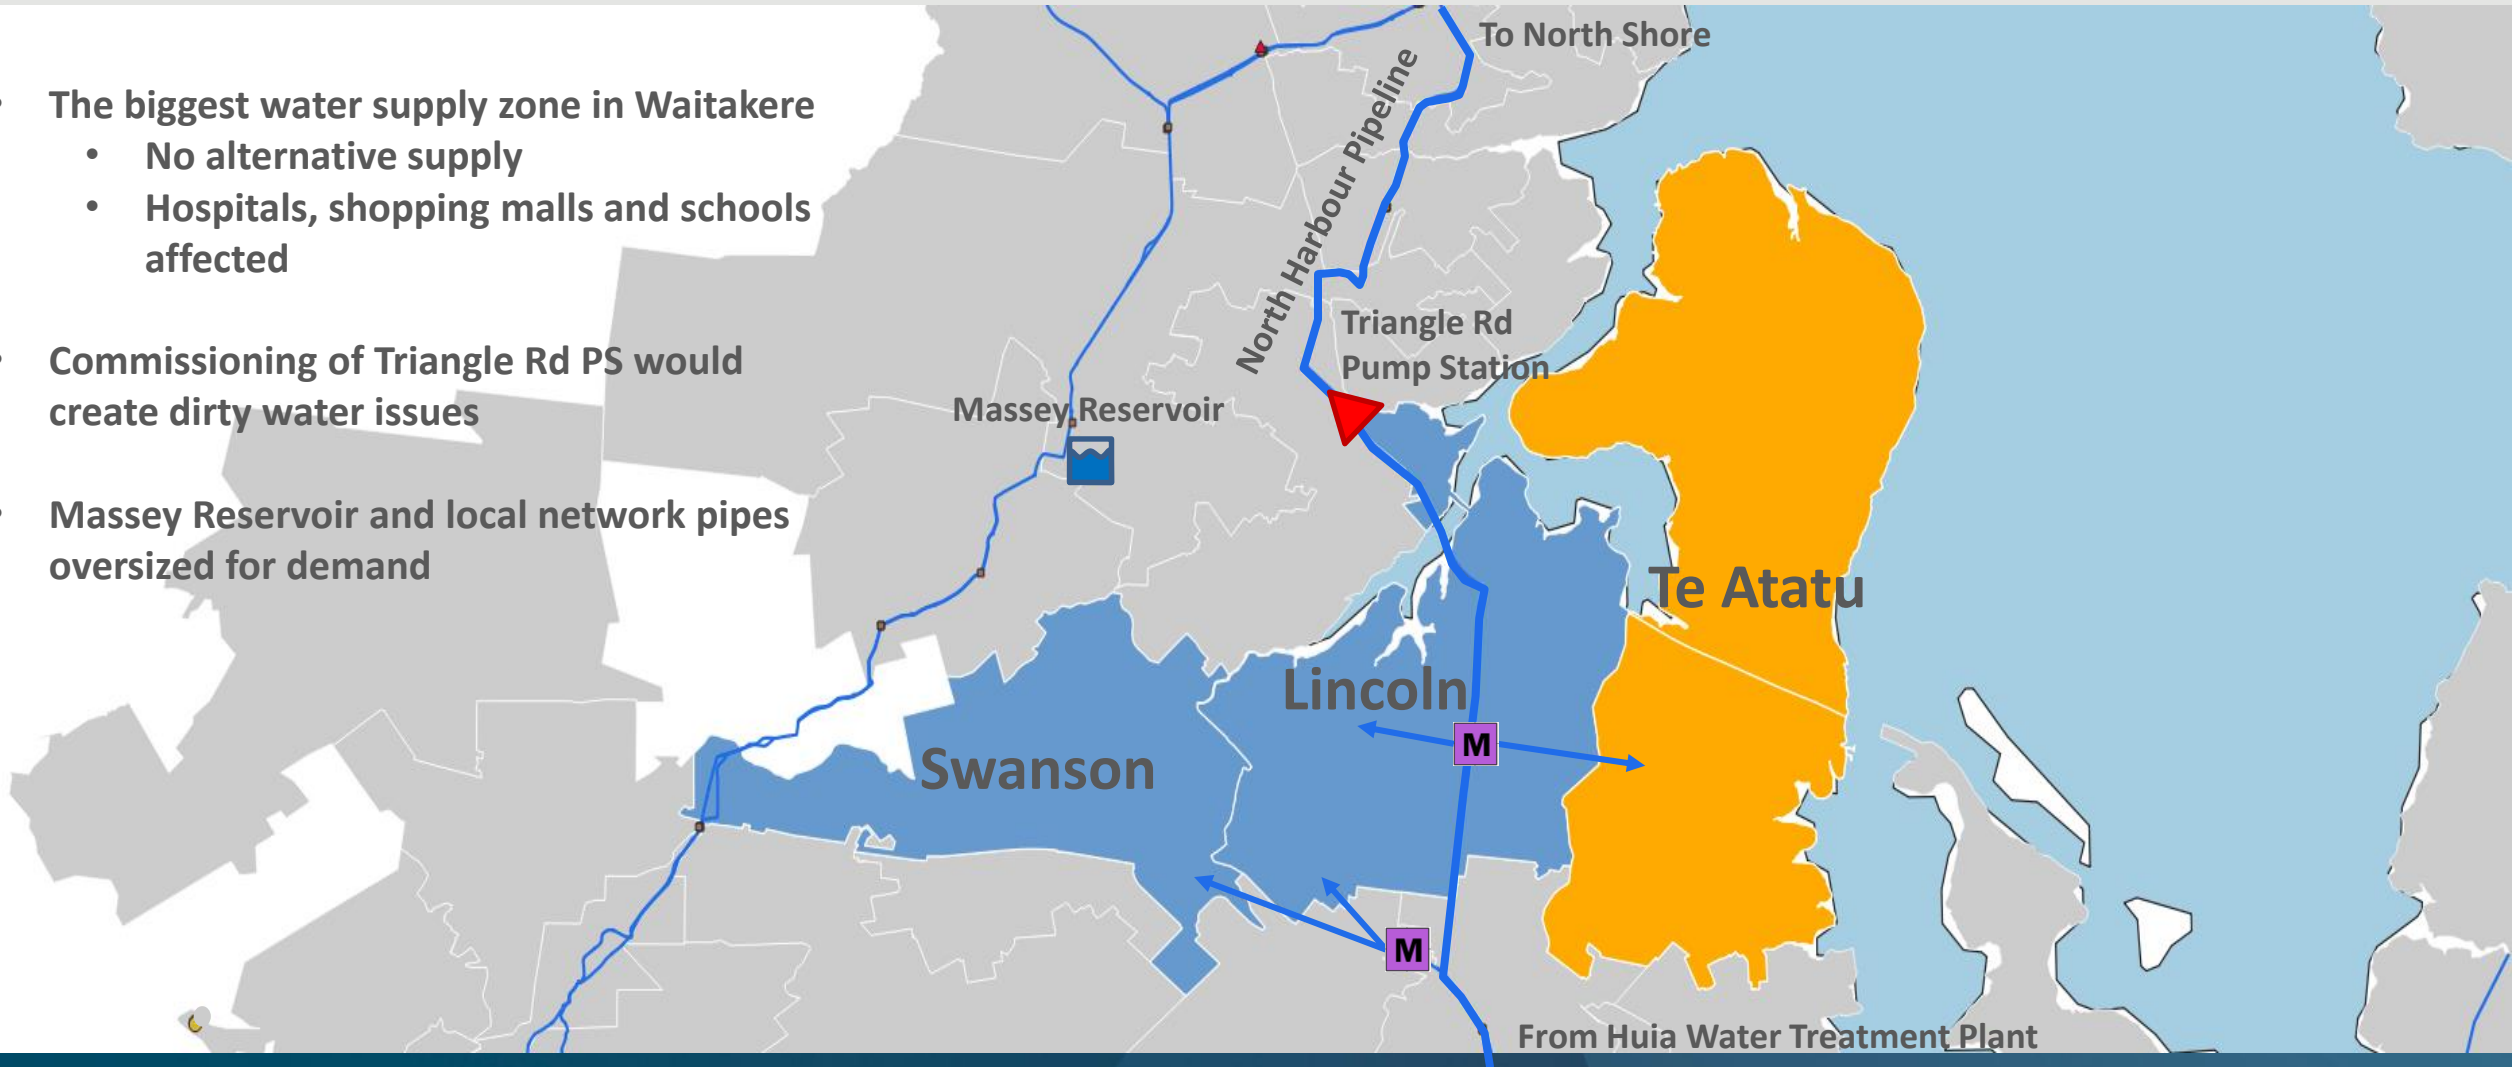 • The biggest water supply zone in Waitakere
• No alternative supply
• Hospitals, shopping malls and schools
affected
• Commissioning of Triangle Rd PS would
create dirty water issues
• Massey Reservoir and local network pipes
oversized for demand
To North Shore
North Harbour Pipeline
Triangle Rd
Pump Station
Massey Reservoir
Te Atatu
Lincoln
Swanson
M
M
From Huia Water Treatment Plant